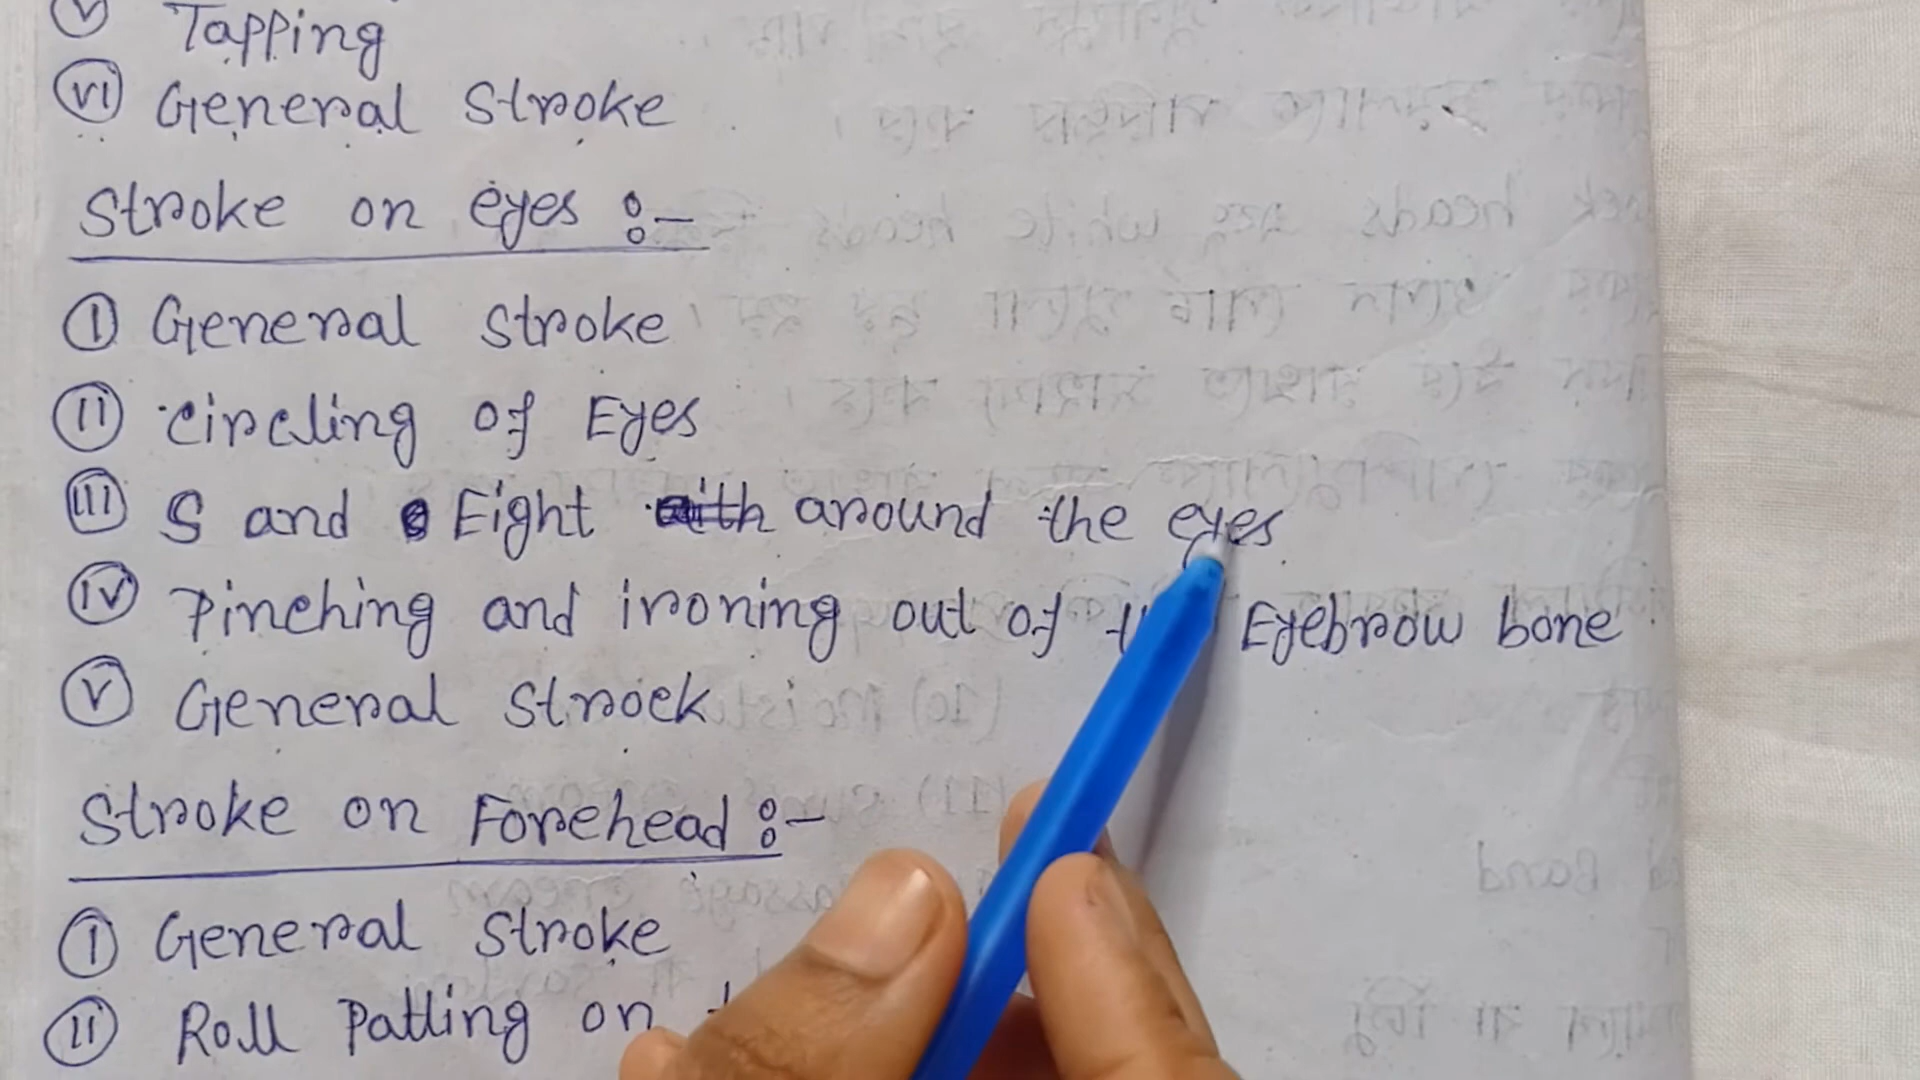 (V) Tapping
(VI) General Stroke
Stroke on eyes :-
(I) General Stroke
(II) Circling of Eyes
(III) S and Eight around the eyes
(IV) Pinching and ironing out of Eyebrow bone
(V) General Stroek
Stroke on Forehead :-
(I) General Stroke
(II) Roll Patling on